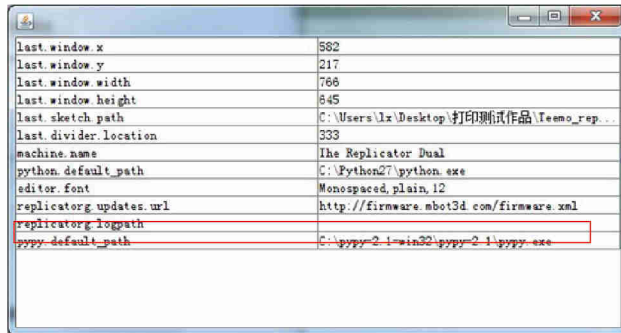 last.window.x 582
last.window.y 217
last.window.width 766
last.window.height 645
last.sketch.path C:\Users\lx\Desktop\打印测试作品\Teemo_rep...
last.divider.location 333
machine.name The Replicator Dual
python.default_path C:\Python27\python.exe
editor.font Monospaced,plain,12
replicatorg.updates.url http://firmware.mbot3d.com/firmware.xml
replicatorg.logpath
pypy.default_path C:\pypy-2.1-win32\pypy-2.1\pypy.exe